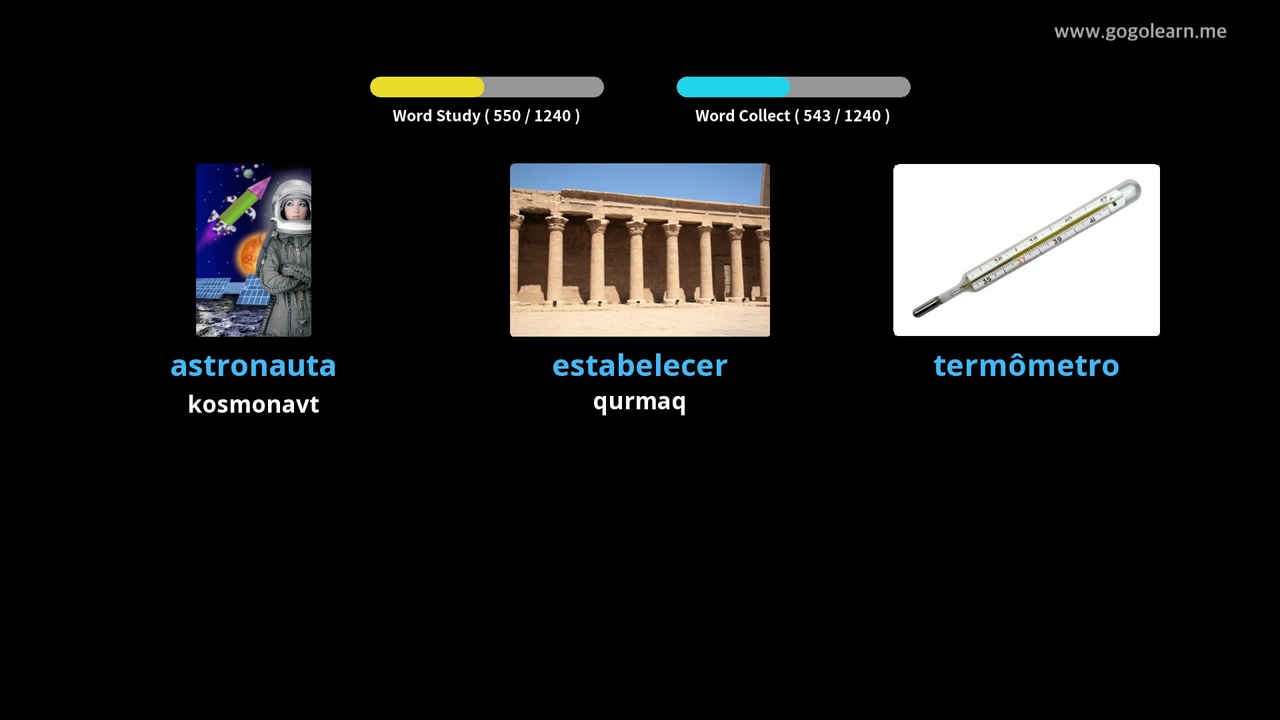 www.gogolearn.me
Word Study ( 550 / 1240 )
Word Collect ( 543 / 1240 )
astronauta
kosmonavt
estabelecer
qurmaq
termômetro